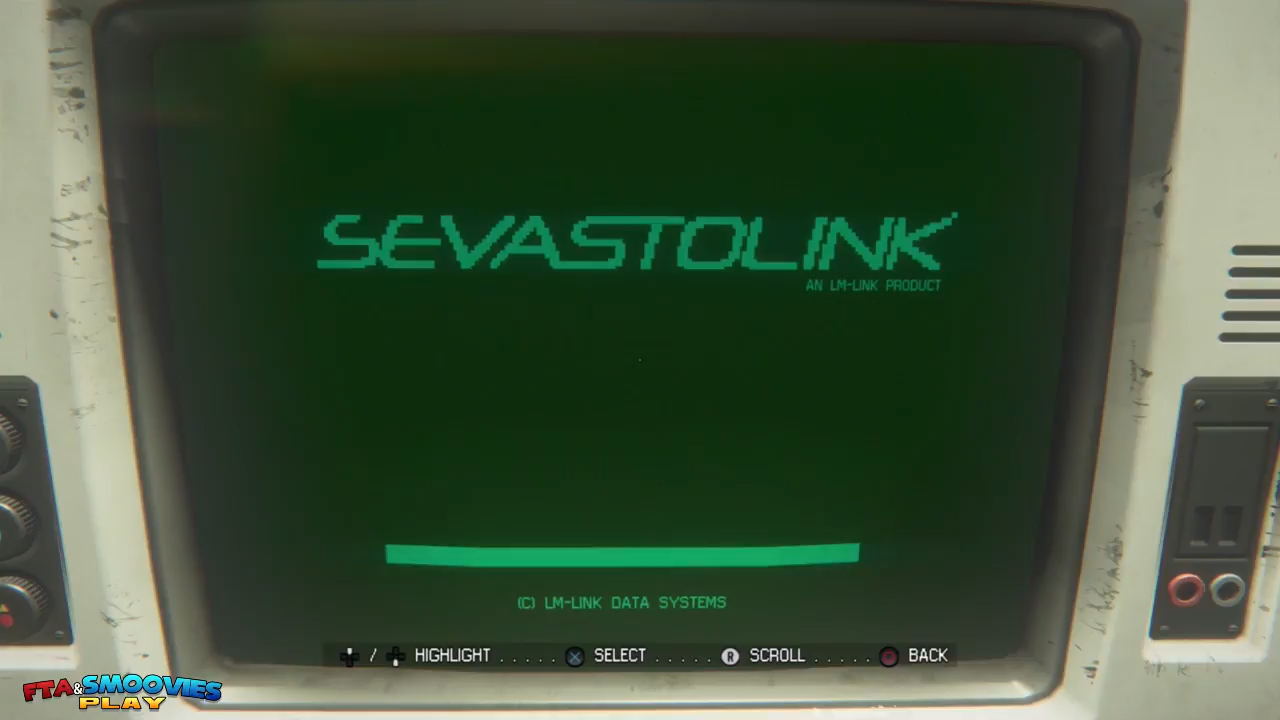 SEVASTOLINK
AN LM-LINK PRODUCT
(C) LM-LINK DATA SYSTEMS
/ HIGHLIGHT . . . . . X SELECT . . . . . R SCROLL . . . . . BACK
FTA & SMOOVIES
PLAY